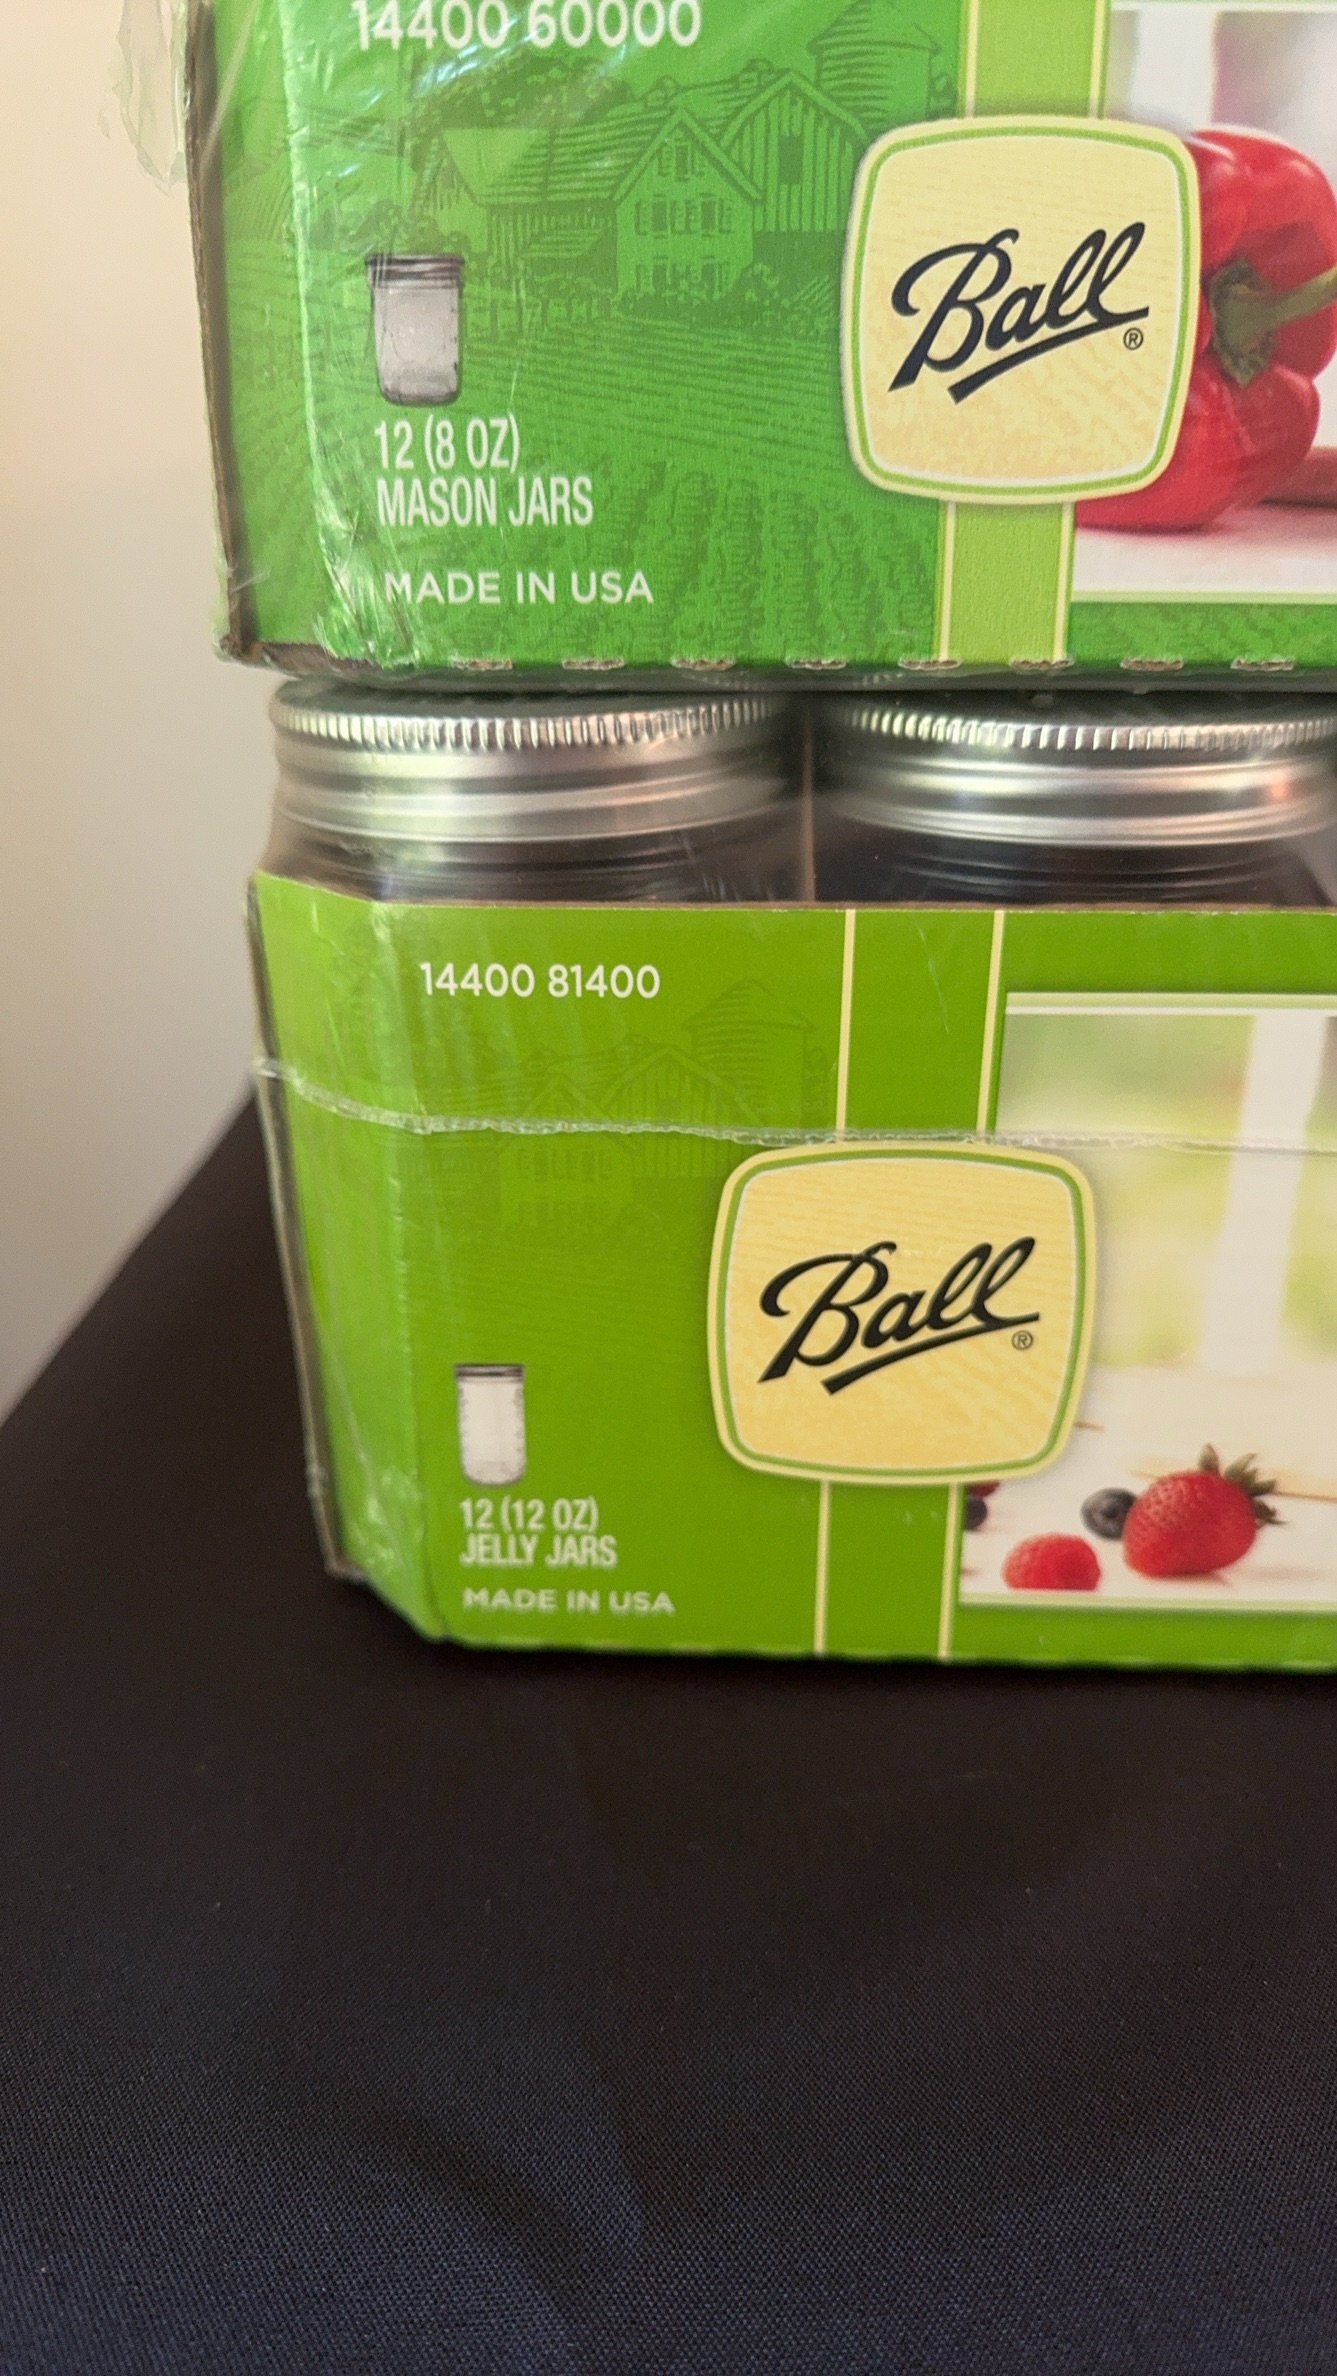 14400 60000
Ball®
12 (8 OZ)
MASON JARS
MADE IN USA
14400 81400
Ball®
12 (12 OZ)
JELLY JARS
MADE IN USA